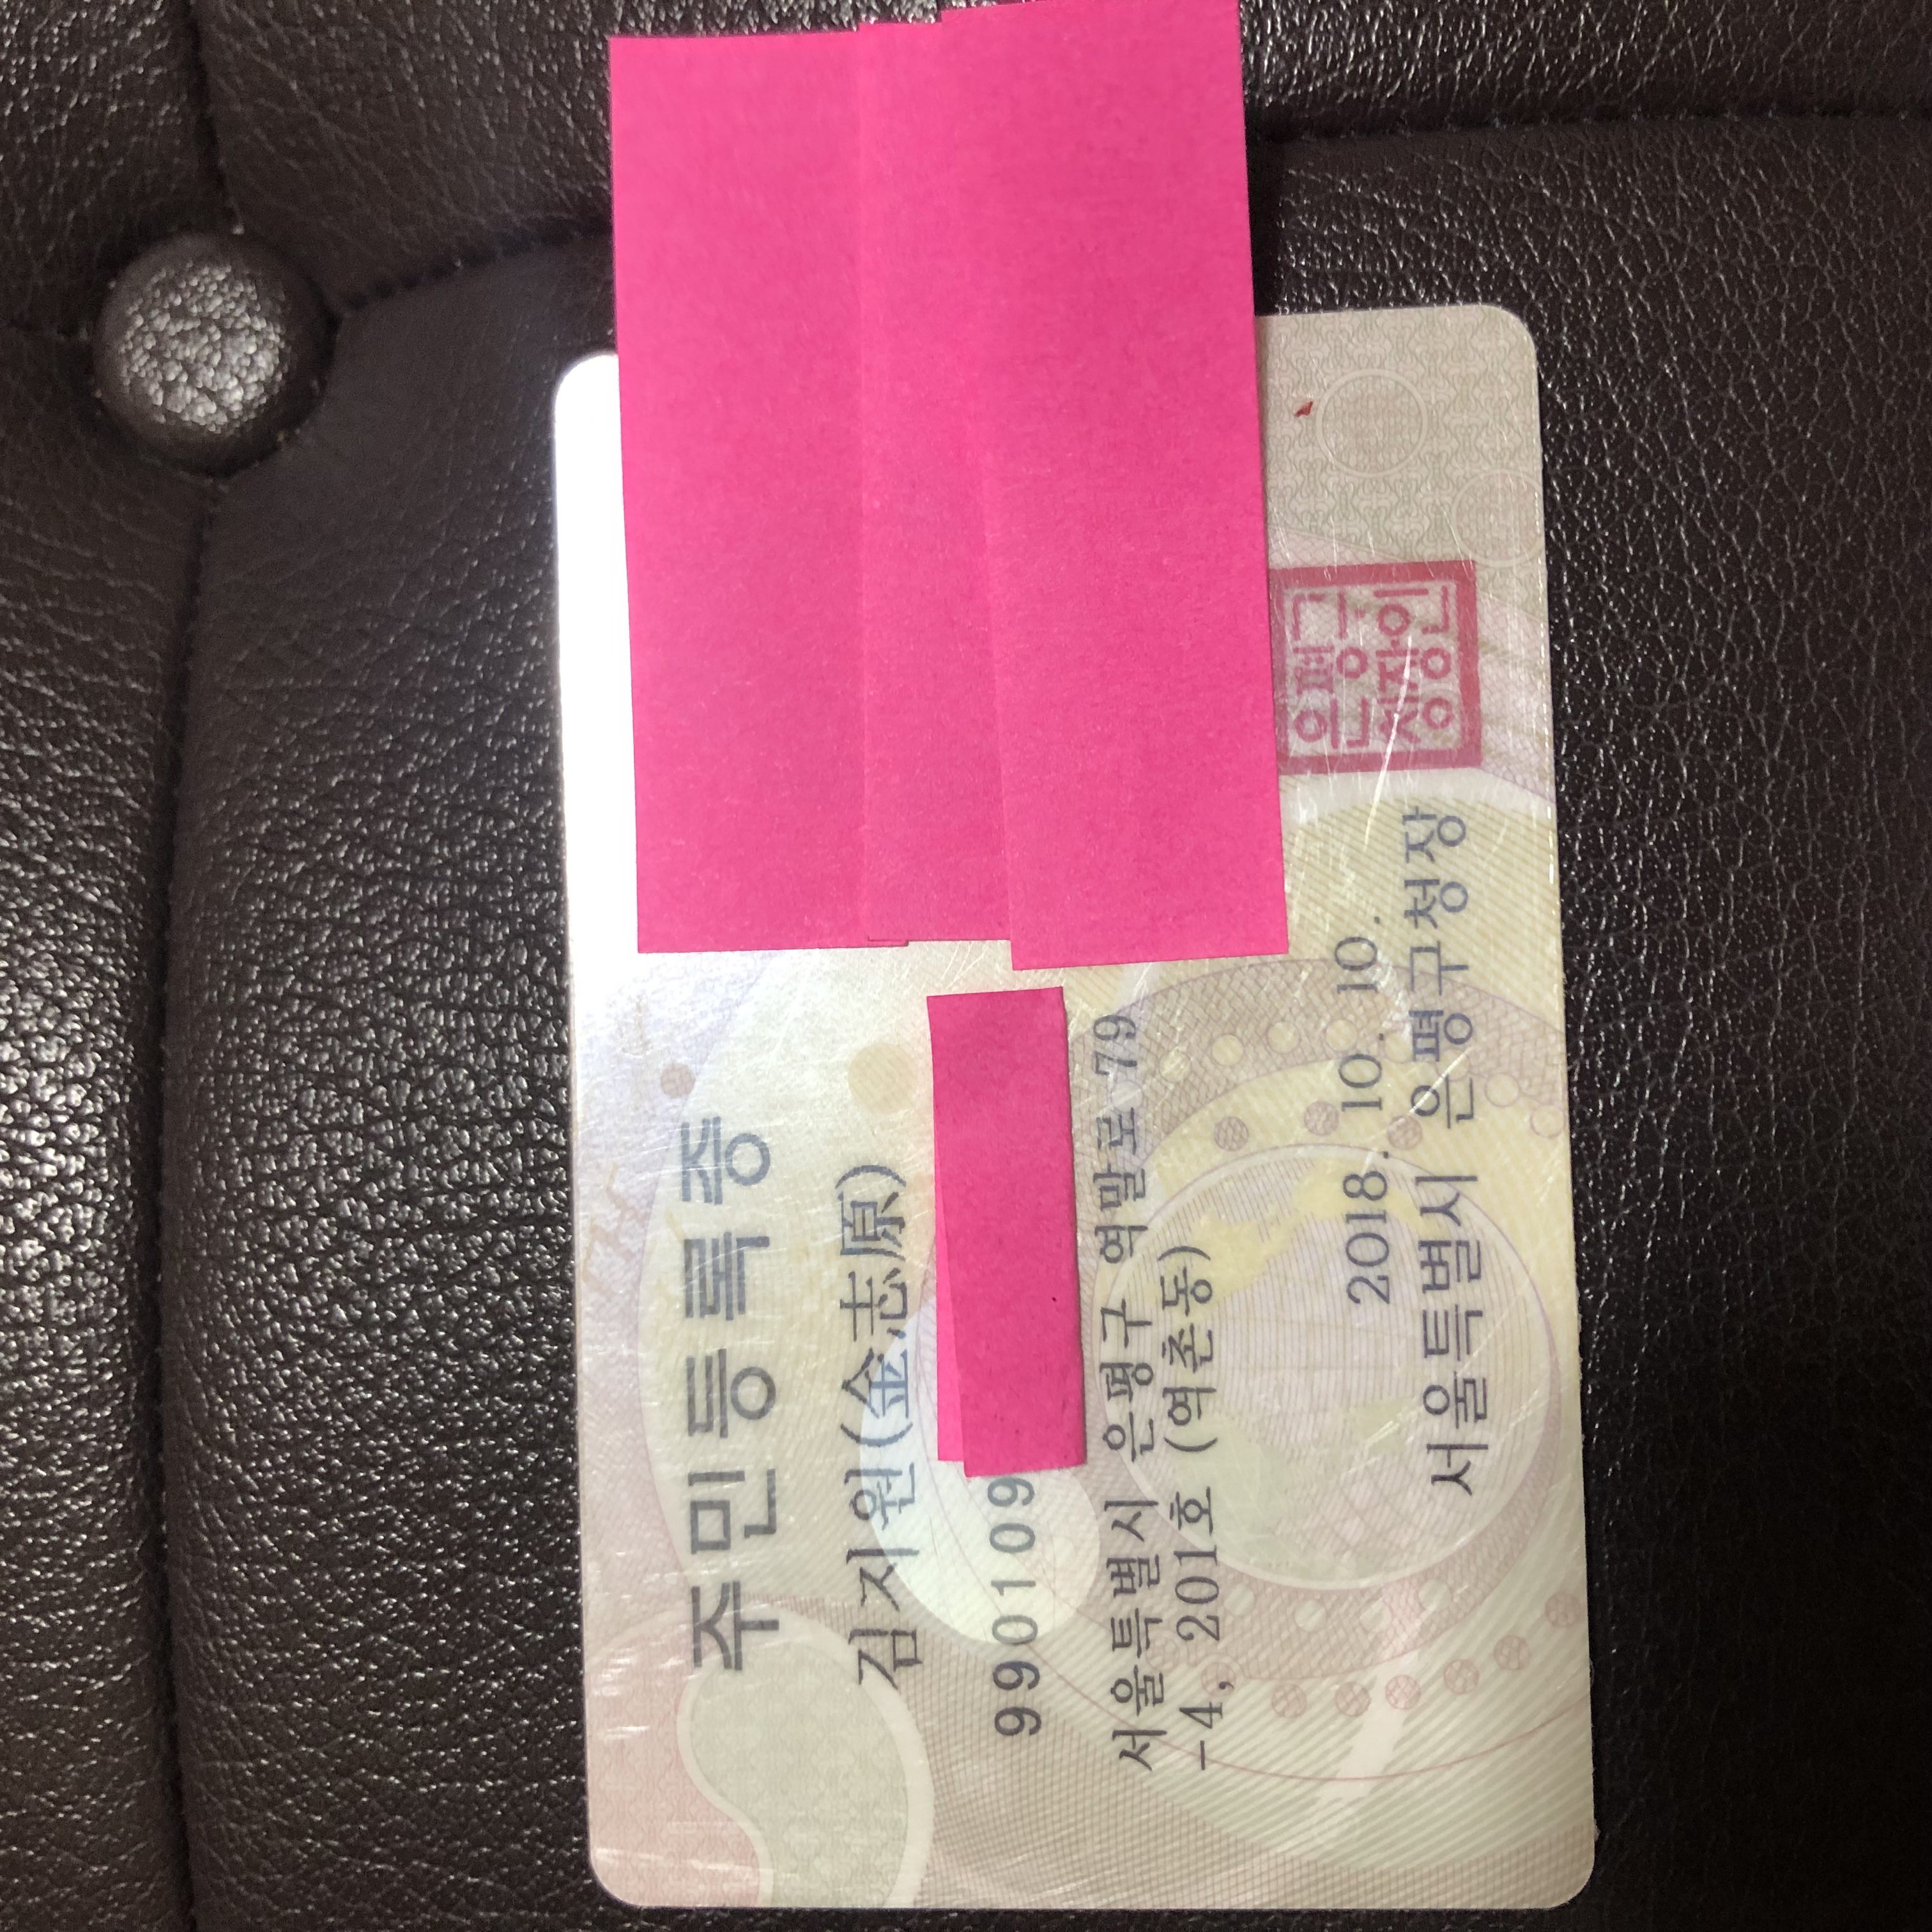 주민등록증
김지원(金志原)
990109
서울특별시 은평구 역말로 79
-4, 201호 (역촌동)
2018. 10. 10.
서울특별시 은평구청장
은평구
청장인